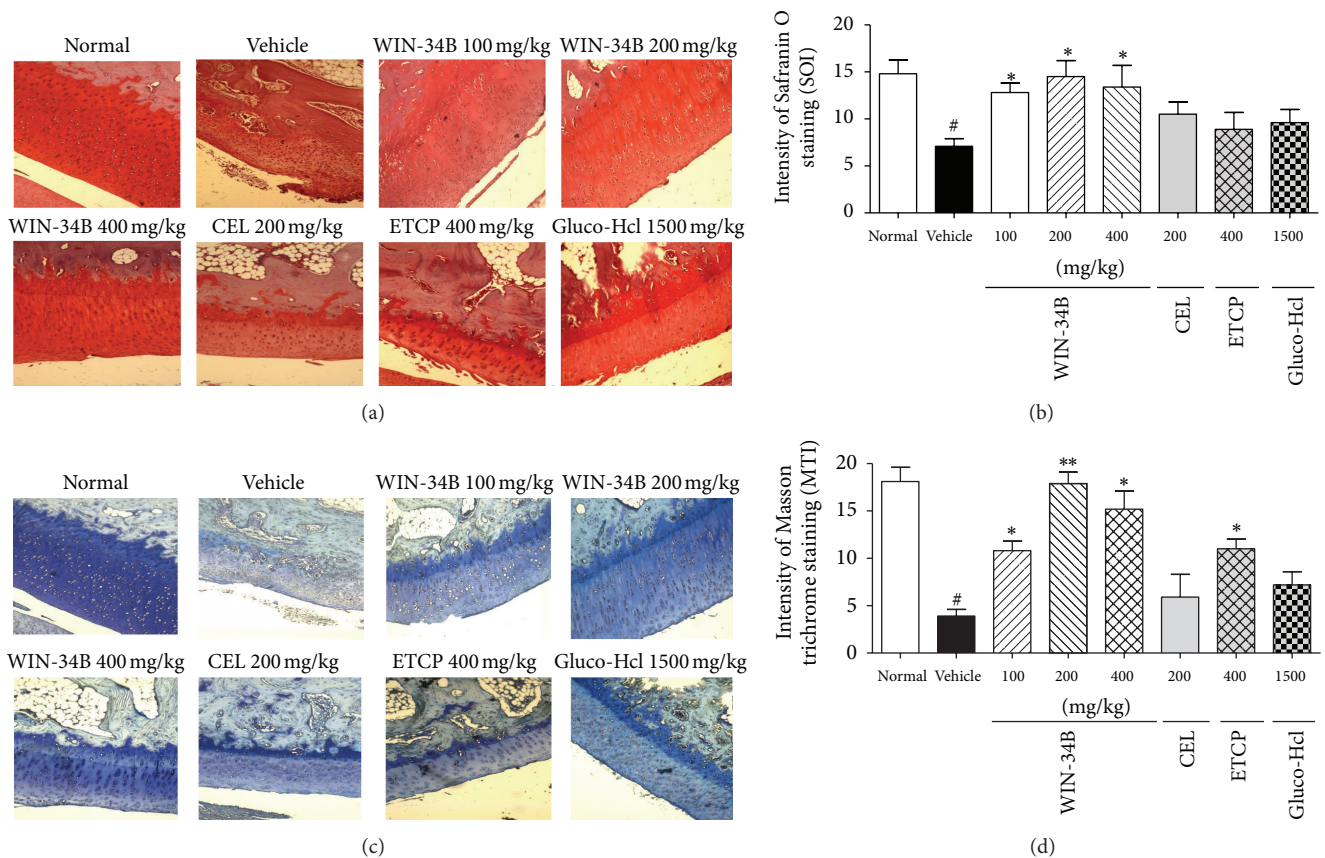 Normal Vehicle WIN-34B 100 mg/kg WIN-34B 200 mg/kg
WIN-34B 400 mg/kg CEL 200 mg/kg ETCP 400 mg/kg Gluco-Hcl 1500 mg/kg
(a)
Intensity of Safranin O
staining (SOI)
20
15
10
5
0
# * * *
Normal Vehicle 100 200 400 200 400 1500
(mg/kg)
WIN-34B
CEL
ETCP
Gluco-Hcl
(b)
Normal Vehicle WIN-34B 100 mg/kg WIN-34B 200 mg/kg
WIN-34B 400 mg/kg CEL 200 mg/kg ETCP 400 mg/kg Gluco-Hcl 1500 mg/kg
(c)
Intensity of Masson
trichrome staining (MTI)
20
15
10
5
0
# * ** * *
Normal Vehicle 100 200 400 200 400 1500
(mg/kg)
WIN-34B
CEL
ETCP
Gluco-Hcl
(d)